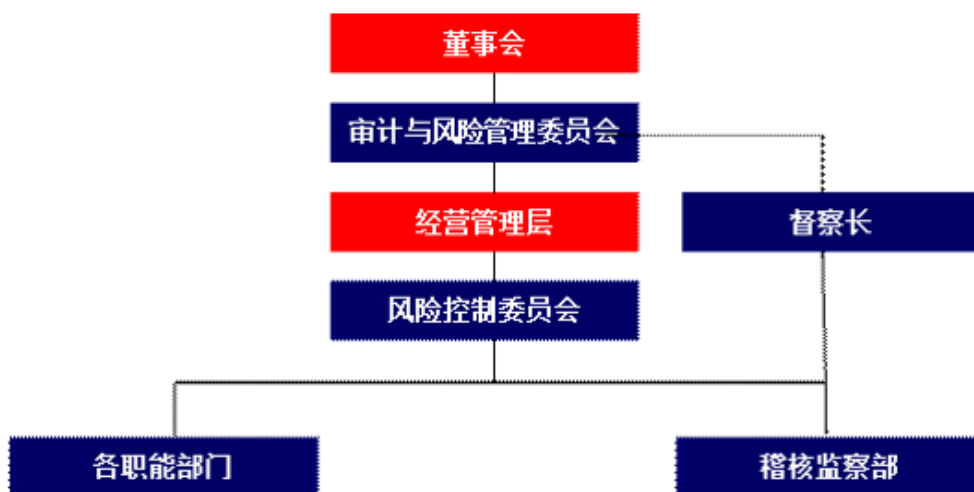 董事会
审计与风险管理委员会
经营管理层
督察长
风险控制委员会
各职能部门
稽核监察部